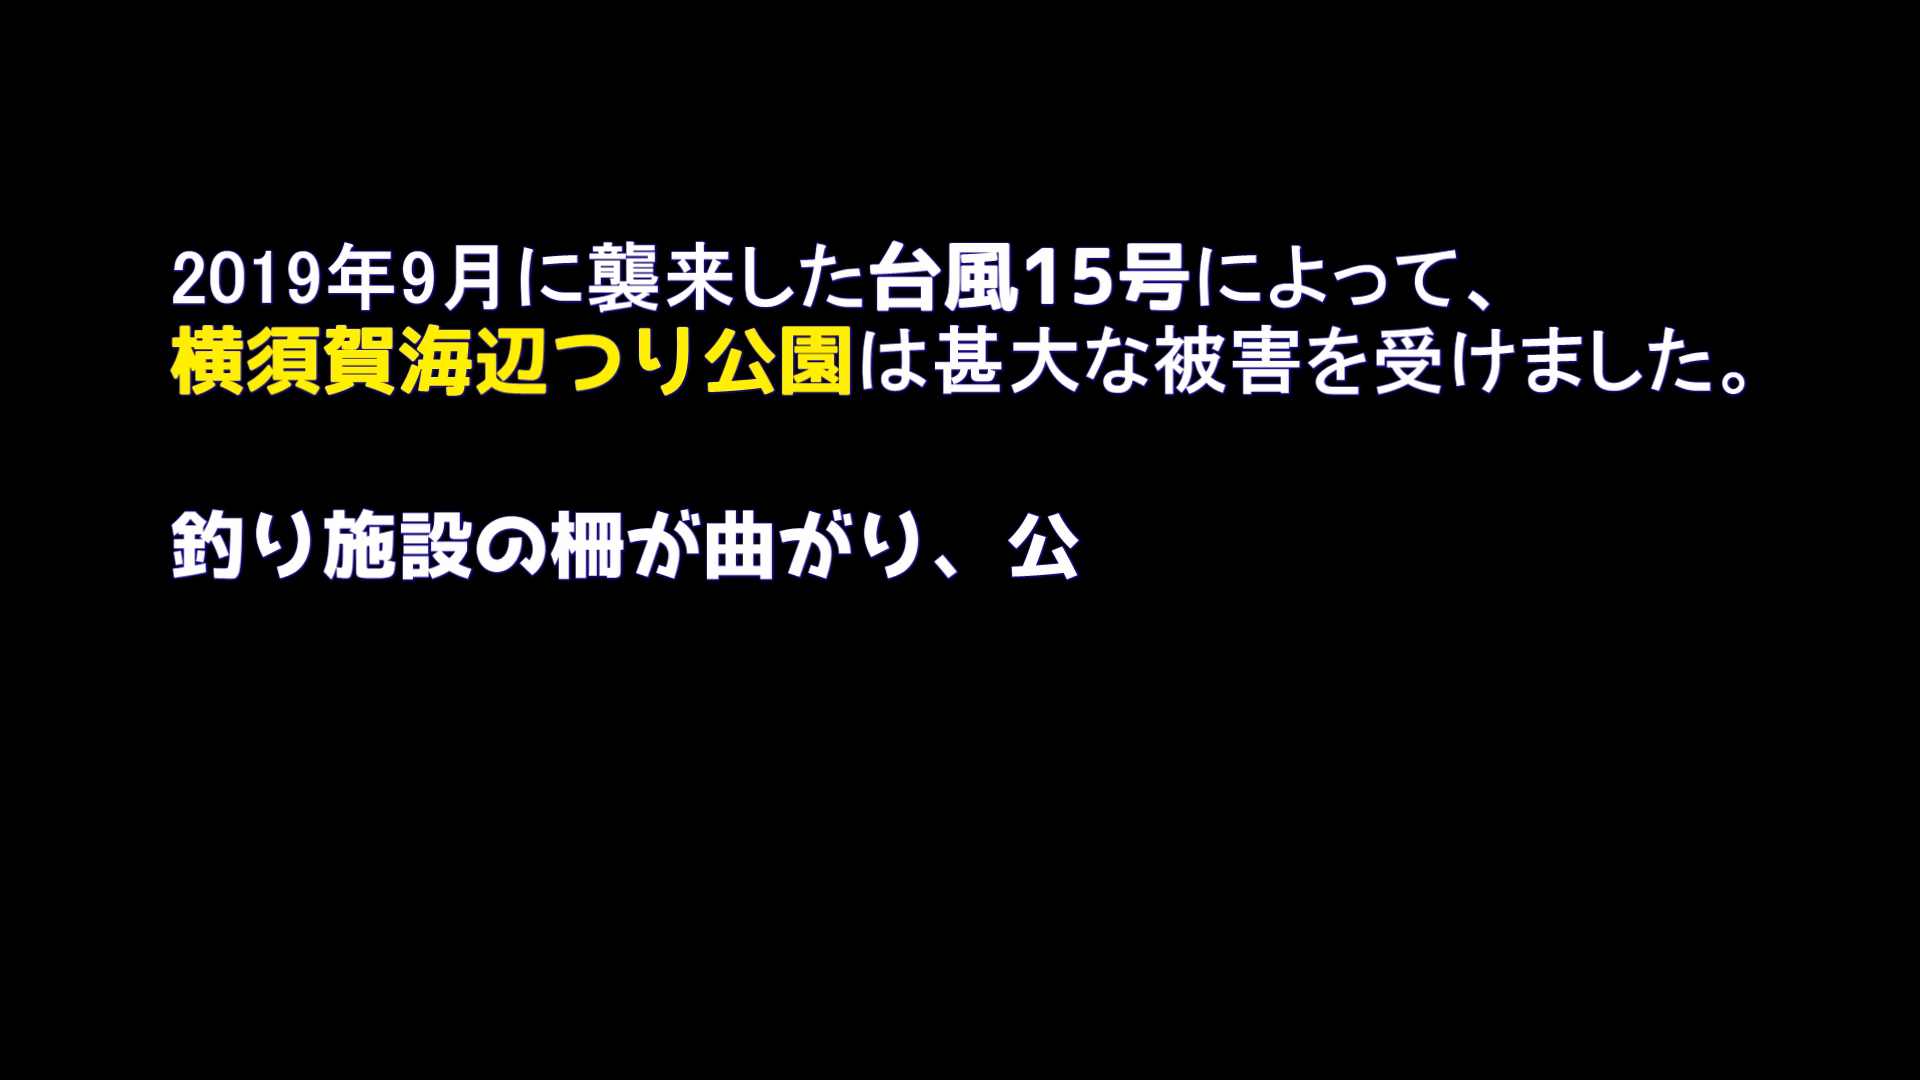 2019年9月に襲来した台風15号によって、
横須賀海辺つり公園は甚大な被害を受けました。
釣り施設の柵が曲がり、公